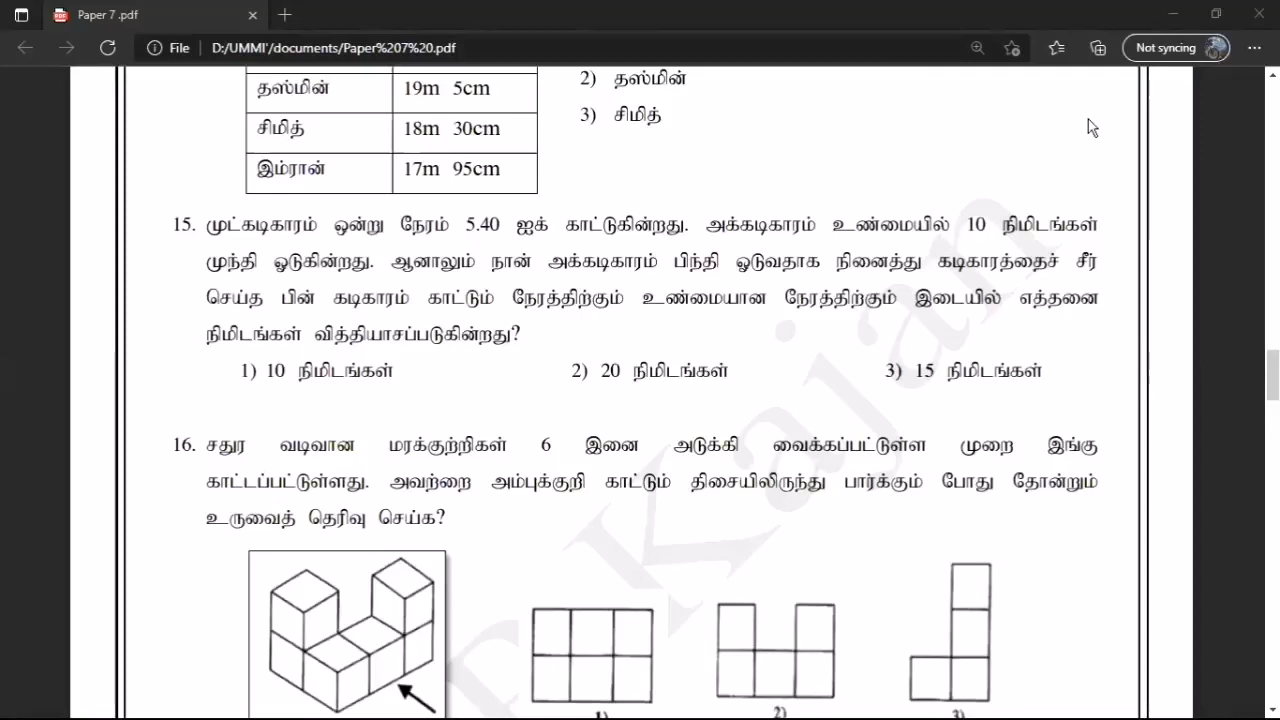 Paper 7 .pdf
File D:/UMMI'/documents/Paper%207%20.pdf Not syncing
தஸ்மின் 19m 5cm
சிமித் 18m 30cm
இம்ரான் 17m 95cm
2) தஸ்மின்
3) சிமித்
15. முட்கடிகாரம் ஒன்று நேரம் 5.40 ஐக் காட்டுகின்றது. அக்கடிகாரம் உண்மையில் 10 நிமிடங்கள்
முந்தி ஓடுகின்றது. ஆனாலும் நான் அக்கடிகாரம் பிந்தி ஓடுவதாக நினைத்து கடிகாரத்தைச் சீர்
செய்த பின் கடிகாரம் காட்டும் நேரத்திற்கும் உண்மையான நேரத்திற்கும் இடையில் எத்தனை
நிமிடங்கள் வித்தியாசப்படுகின்றது?
1) 10 நிமிடங்கள் 2) 20 நிமிடங்கள் 3) 15 நிமிடங்கள்
16. சதுர வடிவான மரக்குற்றிகள் 6 இனை அடுக்கி வைக்கப்பட்டுள்ள முறை இங்கு
காட்டப்பட்டுள்ளது. அவற்றை அம்புக்குறி காட்டும் திசையிலிருந்து பார்க்கும் போது தோன்றும்
உருவைத் தெரிவு செய்க?
1) 2) 3)
Kajan